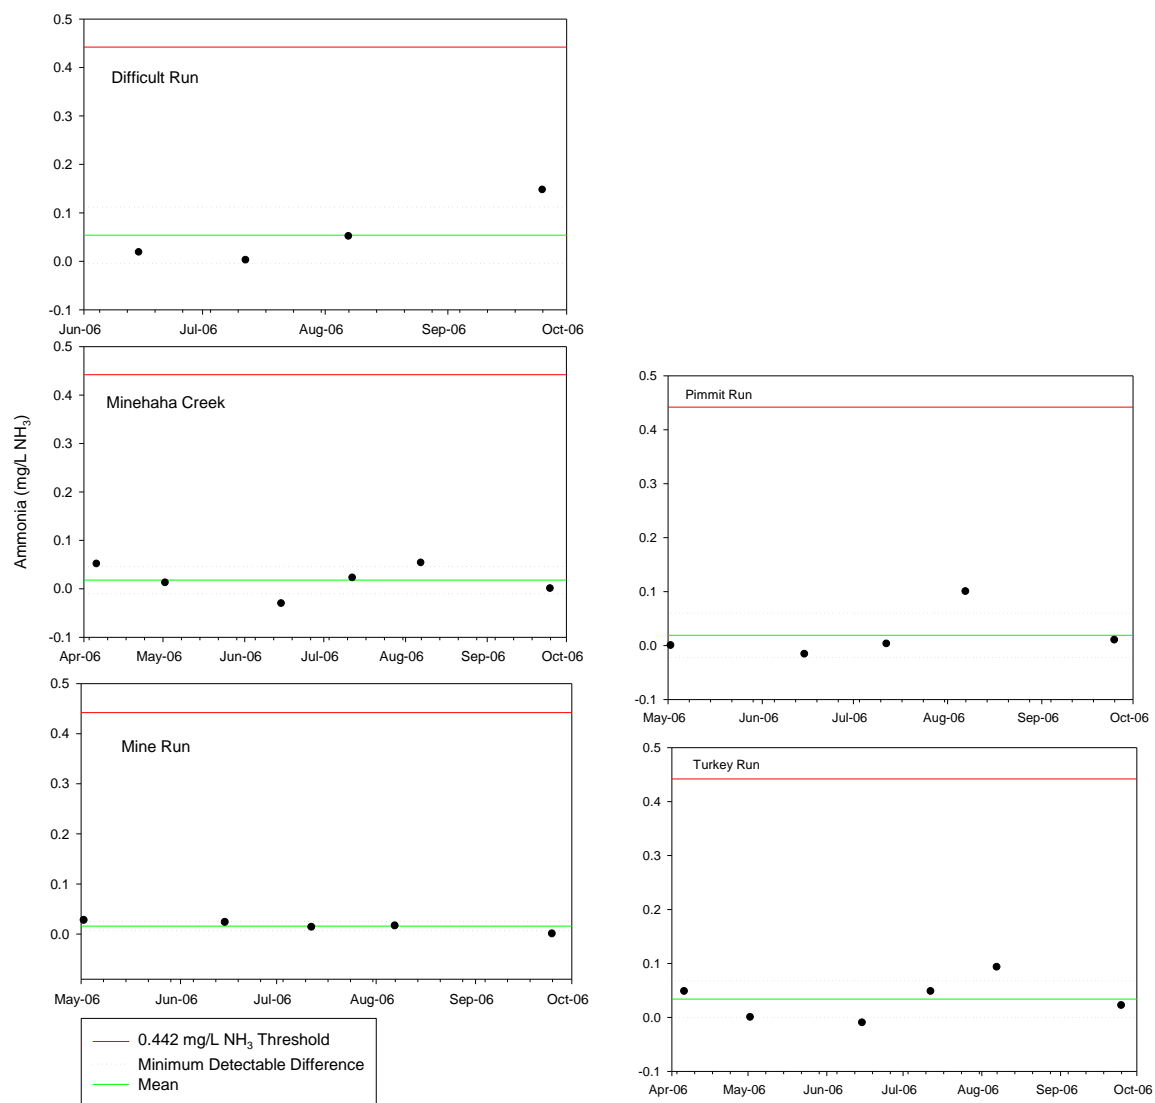 0.5
0.4
0.3
0.2
0.1
0.0
-0.1
Difficult Run
Jun-06 Jul-06 Aug-06 Sep-06 Oct-06
Ammonia (mg/L NH3)
0.5
0.4
0.3
0.2
0.1
0.0
-0.1
Minehaha Creek
Apr-06 May-06 Jun-06 Jul-06 Aug-06 Sep-06 Oct-06
0.5
0.4
0.3
0.2
0.1
0.0
Mine Run
May-06 Jun-06 Jul-06 Aug-06 Sep-06 Oct-06
0.442 mg/L NH3 Threshold
Minimum Detectable Difference
Mean
0.5
0.4
0.3
0.2
0.1
0.0
-0.1
Pimmit Run
May-06 Jun-06 Jul-06 Aug-06 Sep-06 Oct-06
0.5
0.4
0.3
0.2
0.1
0.0
-0.1
Turkey Run
Apr-06 May-06 Jun-06 Jul-06 Aug-06 Sep-06 Oct-06